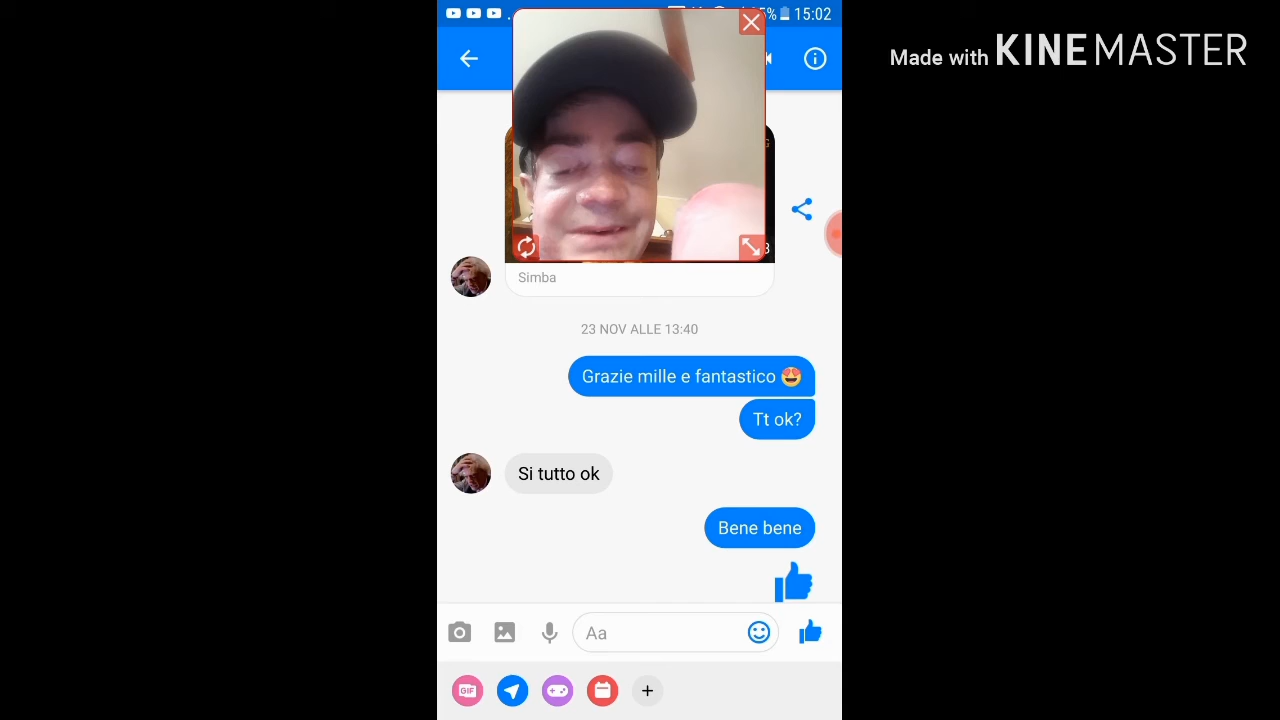 15:02
Made with KINEMASTER
Simba
23 NOV ALLE 13:40
Grazie mille e fantastico
Tt ok?
Si tutto ok
Bene bene
Aa
GIF